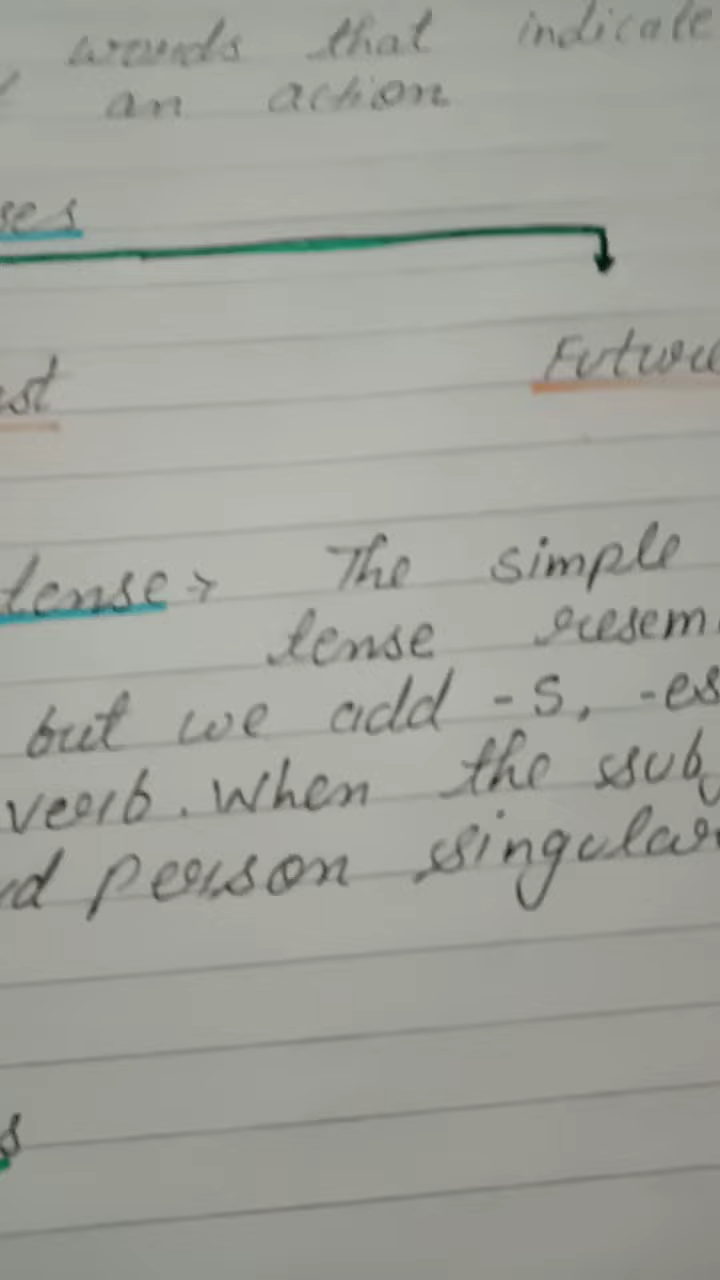 words that indicate
an action
ses
ast
Future
tense → The simple
tense resem
but we add -s, -es
verb. When the sub
person singular
s